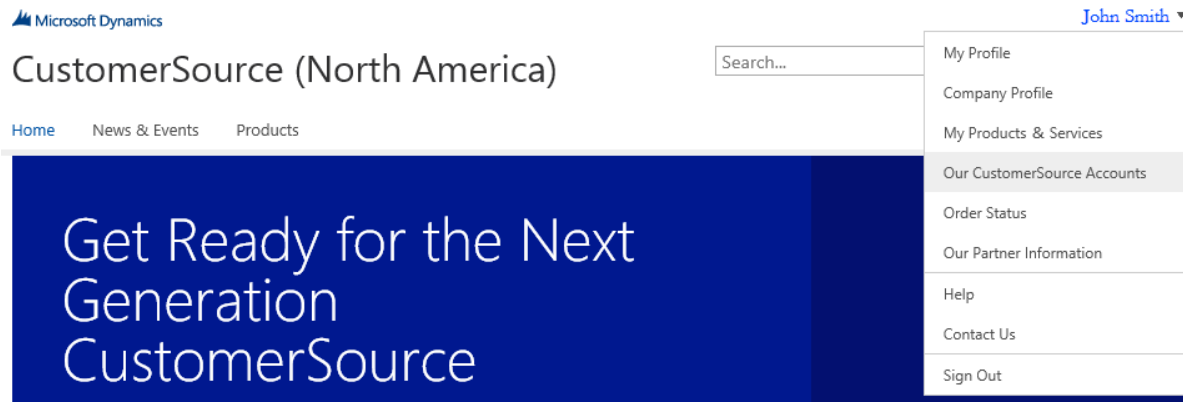 Microsoft Dynamics
John Smith
CustomerSource (North America)
Search...
Home News & Events Products
My Profile
Company Profile
My Products & Services
Our CustomerSource Accounts
Order Status
Our Partner Information
Help
Contact Us
Sign Out
Get Ready for the Next
Generation
CustomerSource